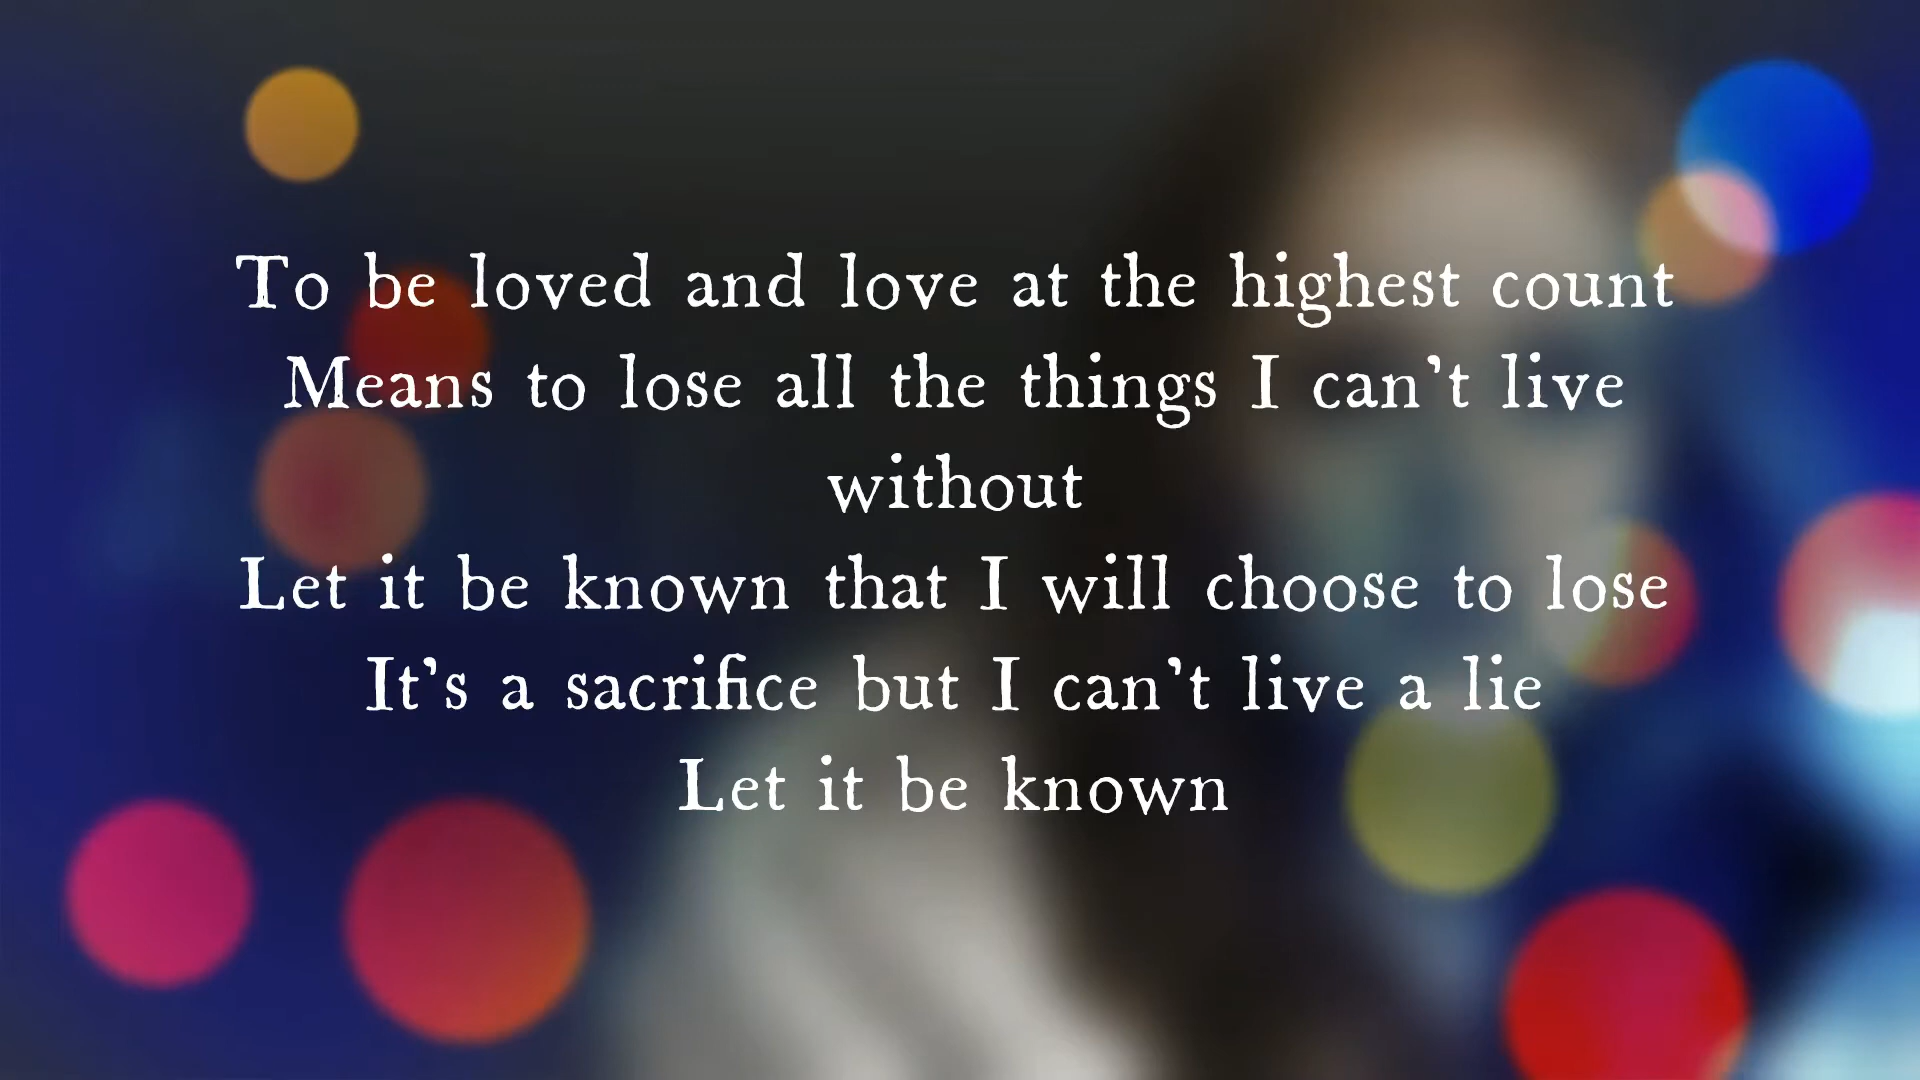 To be loved and love at the highest count
Means to lose all the things I can't live
without
Let it be known that I will choose to lose
It's a sacrifice but I can't live a lie
Let it be known